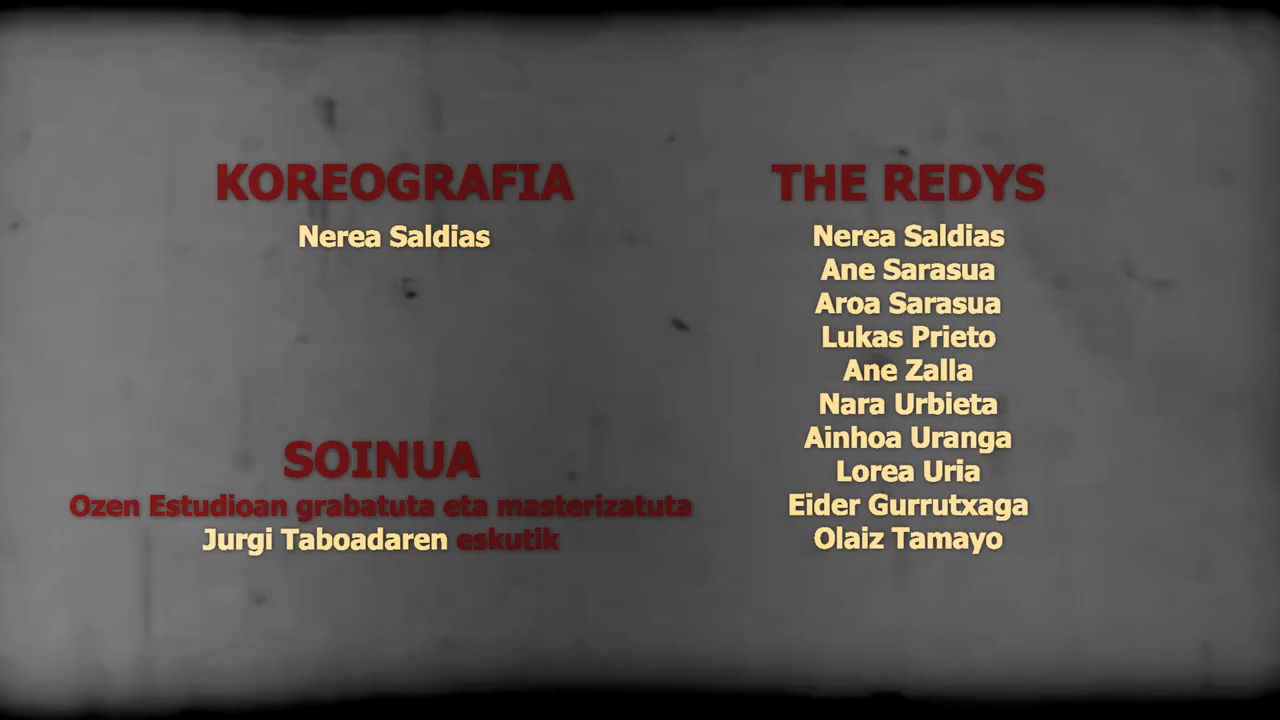 KOREOGRAFIA
Nerea Saldias
SOINUA
Ozen Estudioan grabatuta eta masterizatuta
Jurgi Taboadaren eskutik
THE REDYS
Nerea Saldias
Ane Sarasua
Aroa Sarasua
Lukas Prieto
Ane Zalla
Nara Urbieta
Ainhoa Uranga
Lorea Uria
Eider Gurrutxaga
Olaiz Tamayo